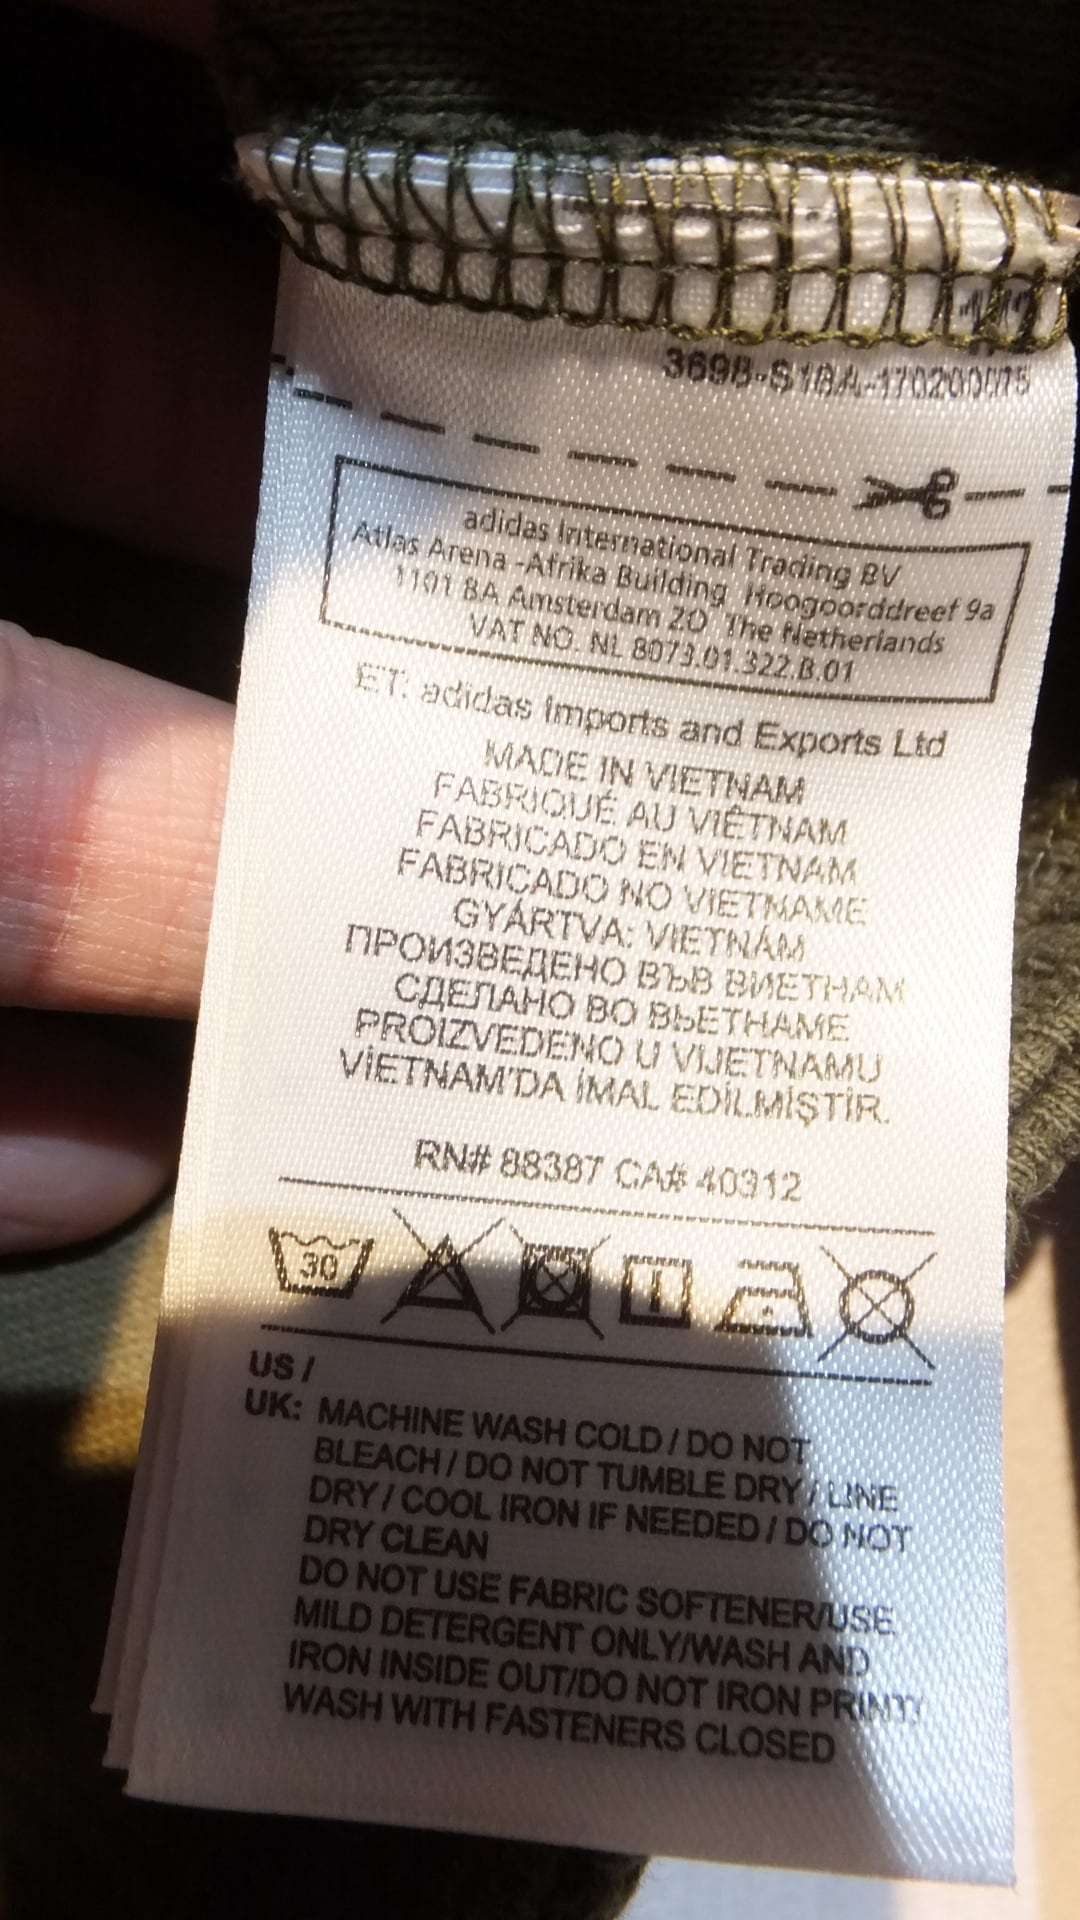 3698-S18A-170200075
adidas International Trading BV
Atlas Arena -Afrika Building Hoogoorddreef 9a
1101 BA Amsterdam ZO The Netherlands
VAT NO. NL 8073.01.322.B.01
ET: adidas Imports and Exports Ltd
MADE IN VIETNAM
FABRIQUÉ AU VIÊTNAM
FABRICADO EN VIETNAM
FABRICADO NO VIETNAME
GYÁRTVA: VIETNÁM
ПРОИЗВЕДЕНО ВЪВ ВИЕТНАМ
СДЕЛАНО ВО ВЬЕТНАМЕ
PROIZVEDENO U VIJETNAMU
VİETNAM'DA İMAL EDİLMİŞTİR.
RN# 88387 CA# 40312
30
US /
UK: MACHINE WASH COLD / DO NOT
BLEACH / DO NOT TUMBLE DRY / LINE
DRY / COOL IRON IF NEEDED / DO NOT
DRY CLEAN
DO NOT USE FABRIC SOFTENER/USE
MILD DETERGENT ONLY/WASH AND
IRON INSIDE OUT/DO NOT IRON PRINT/
WASH WITH FASTENERS CLOSED